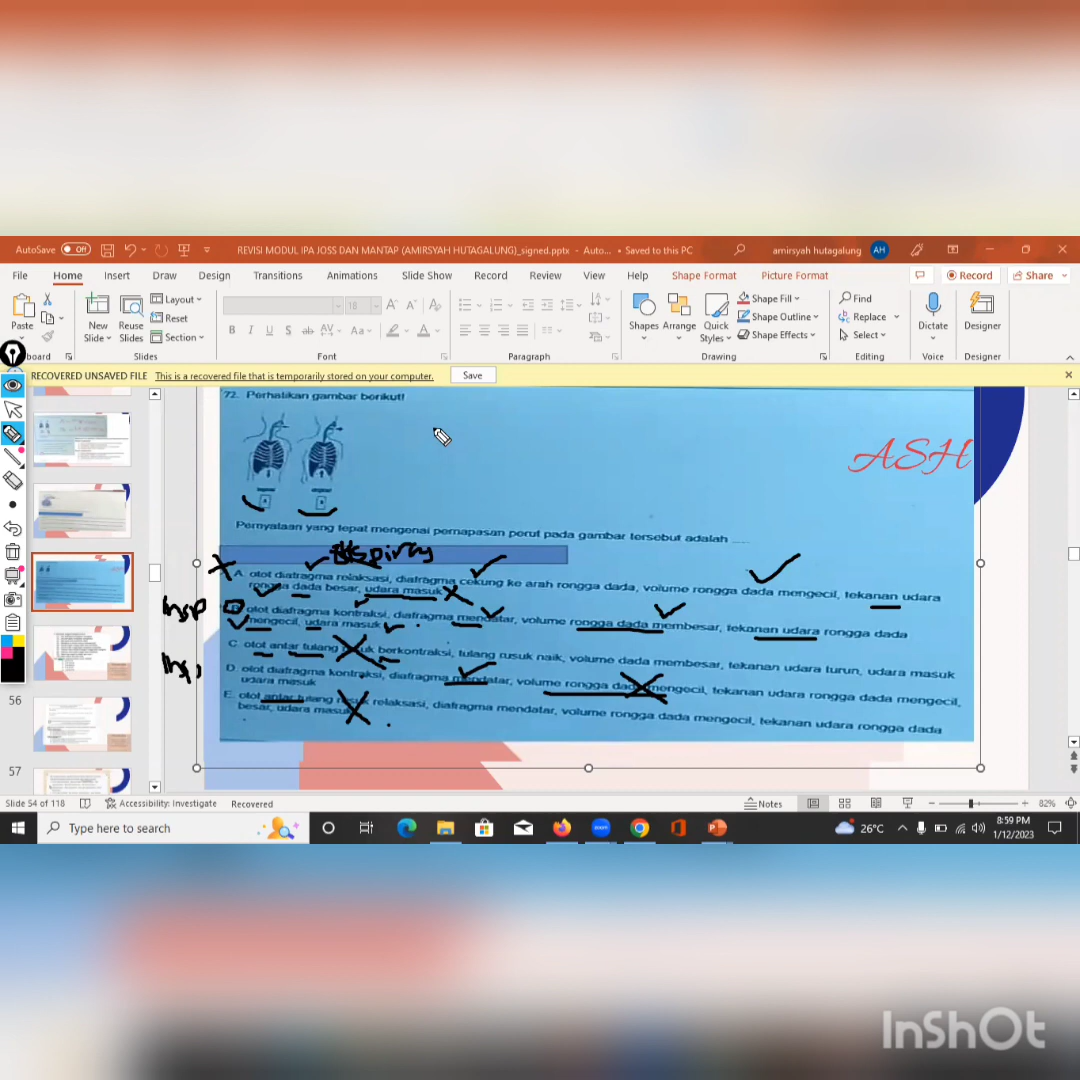 AutoSave Off REVISI MODUL IPA JOSS DAN MANTAP (AMIRSYAH HUTAGALUNG)_signed.pptx - Auto... • Saved to this PC amirsyah hutagalung AH
File Home Insert Draw Design Transitions Animations Slide Show Record Review View Help Shape Format Picture Format Record Share
Paste New Slide Reuse Slides Layout Reset Section 18 Shapes Arrange Quick Styles Shape Fill Shape Outline Shape Effects Find Replace Select Dictate Designer
board Slides Font Paragraph Drawing Editing Voice Designer
RECOVERED UNSAVED FILE This is a recovered file that is temporarily stored on your computer. Save
72. Perhatikan gambar berikut!
ASH
Pernyataan yang tepat mengenai pernapasan perut pada gambar tersebut adalah ......
A. otot diafragma relaksasi, diafragma cekung ke arah rongga dada, volume rongga dada mengecil, tekanan udara
rongga dada besar, udara masuk
B. otot diafragma kontraksi, diafragma mendatar, volume rongga dada membesar, tekanan udara rongga dada
mengecil, udara masuk
C. otot antar tulang rusuk berkontraksi, tulang rusuk naik, volume dada membesar, tekanan udara turun, udara masuk
D. otot diafragma kontraksi, diafragma mendatar, volume rongga dada mengecil, tekanan udara rongga dada mengecil,
udara masuk
E. otot antar tulang rusuk relaksasi, diafragma mendatar, volume rongga dada mengecil, tekanan udara rongga dada
besar, udara masuk
56
57
Slide 54 of 118 Accessibility: Investigate Recovered Notes 82%
Type here to search 26°C 8:59 PM
1/12/2023
InShOt